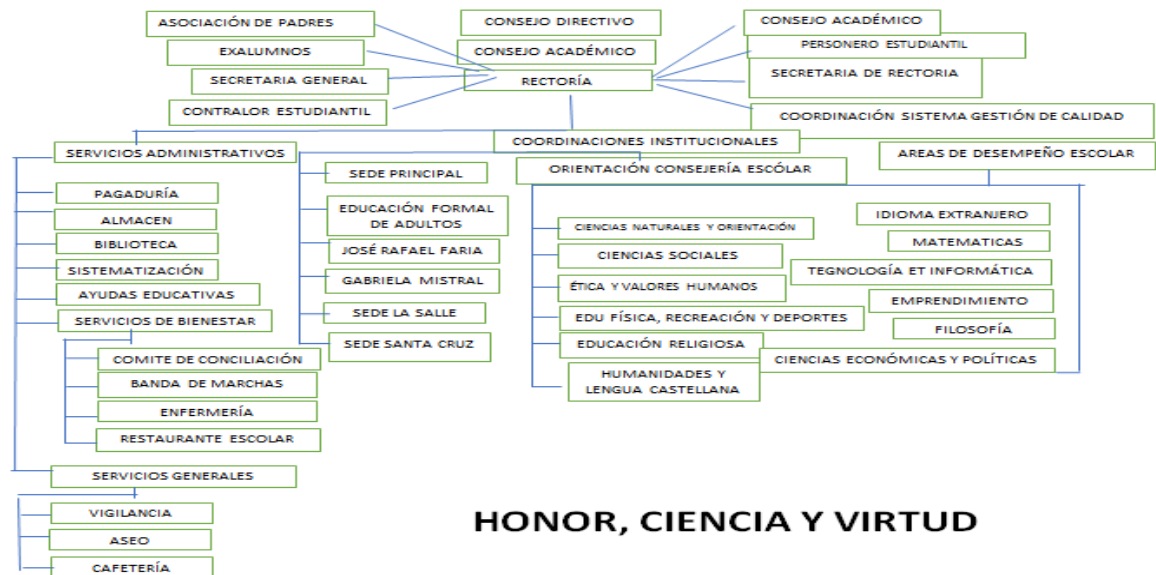 ASOCIACIÓN DE PADRES
CONSEJO DIRECTIVO
CONSEJO ACADÉMICO
EXALUMNOS
CONSEJO ACADÉMICO
PERSONERO ESTUDIANTIL
SECRETARIA GENERAL
RECTORÍA
SECRETARIA DE RECTORIA
CONTRALOR ESTUDIANTIL
COORDINACIÓN SISTEMA GESTIÓN DE CALIDAD
COORDINACIONES INSTITUCIONALES
SERVICIOS ADMINISTRATIVOS
PAGADURÍA
ALMACEN
BIBLIOTECA
SISTEMATIZACIÓN
AYUDAS EDUCATIVAS
SERVICIOS DE BIENESTAR
COMITE DE CONCILIACIÓN
BANDA DE MARCHAS
ENFERMERÍA
RESTAURANTE ESCOLAR
SERVICIOS GENERALES
VIGILANCIA
ASEO
CAFETERÍA
SEDE PRINCIPAL
EDUCACIÓN FORMAL
DE ADULTOS
JOSÉ RAFAEL FARIA
GABRIELA MISTRAL
SEDE LA SALLE
SEDE SANTA CRUZ
ORIENTACIÓN CONSEJERÍA ESCÓLAR
AREAS DE DESEMPEÑO ESCOLAR
CIENCIAS NATURALES Y ORIENTACIÓN
CIENCIAS SOCIALES
ÉTICA Y VALORES HUMANOS
EDU FÍSICA, RECREACIÓN Y DEPORTES
EDUCACIÓN RELIGIOSA
HUMANIDADES Y
LENGUA CASTELLANA
IDIOMA EXTRANJERO
MATEMATICAS
TEGNOLOGÍA ET INFORMÁTICA
EMPRENDIMIENTO
FILOSOFÍA
CIENCIAS ECONÓMICAS Y POLÍTICAS
HONOR, CIENCIA Y VIRTUD